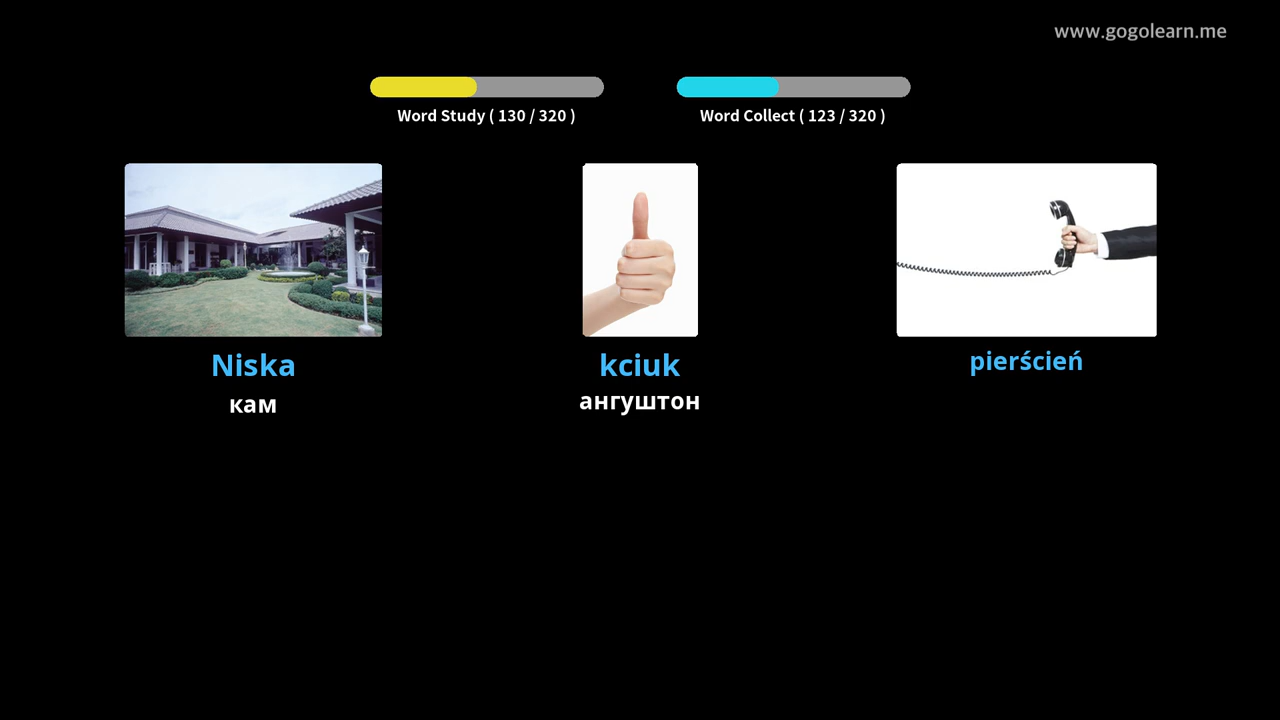 www.gogolearn.me
Word Study ( 130 / 320 )
Word Collect ( 123 / 320 )
Niska
kciuk
pierścień
кам
ангуштон